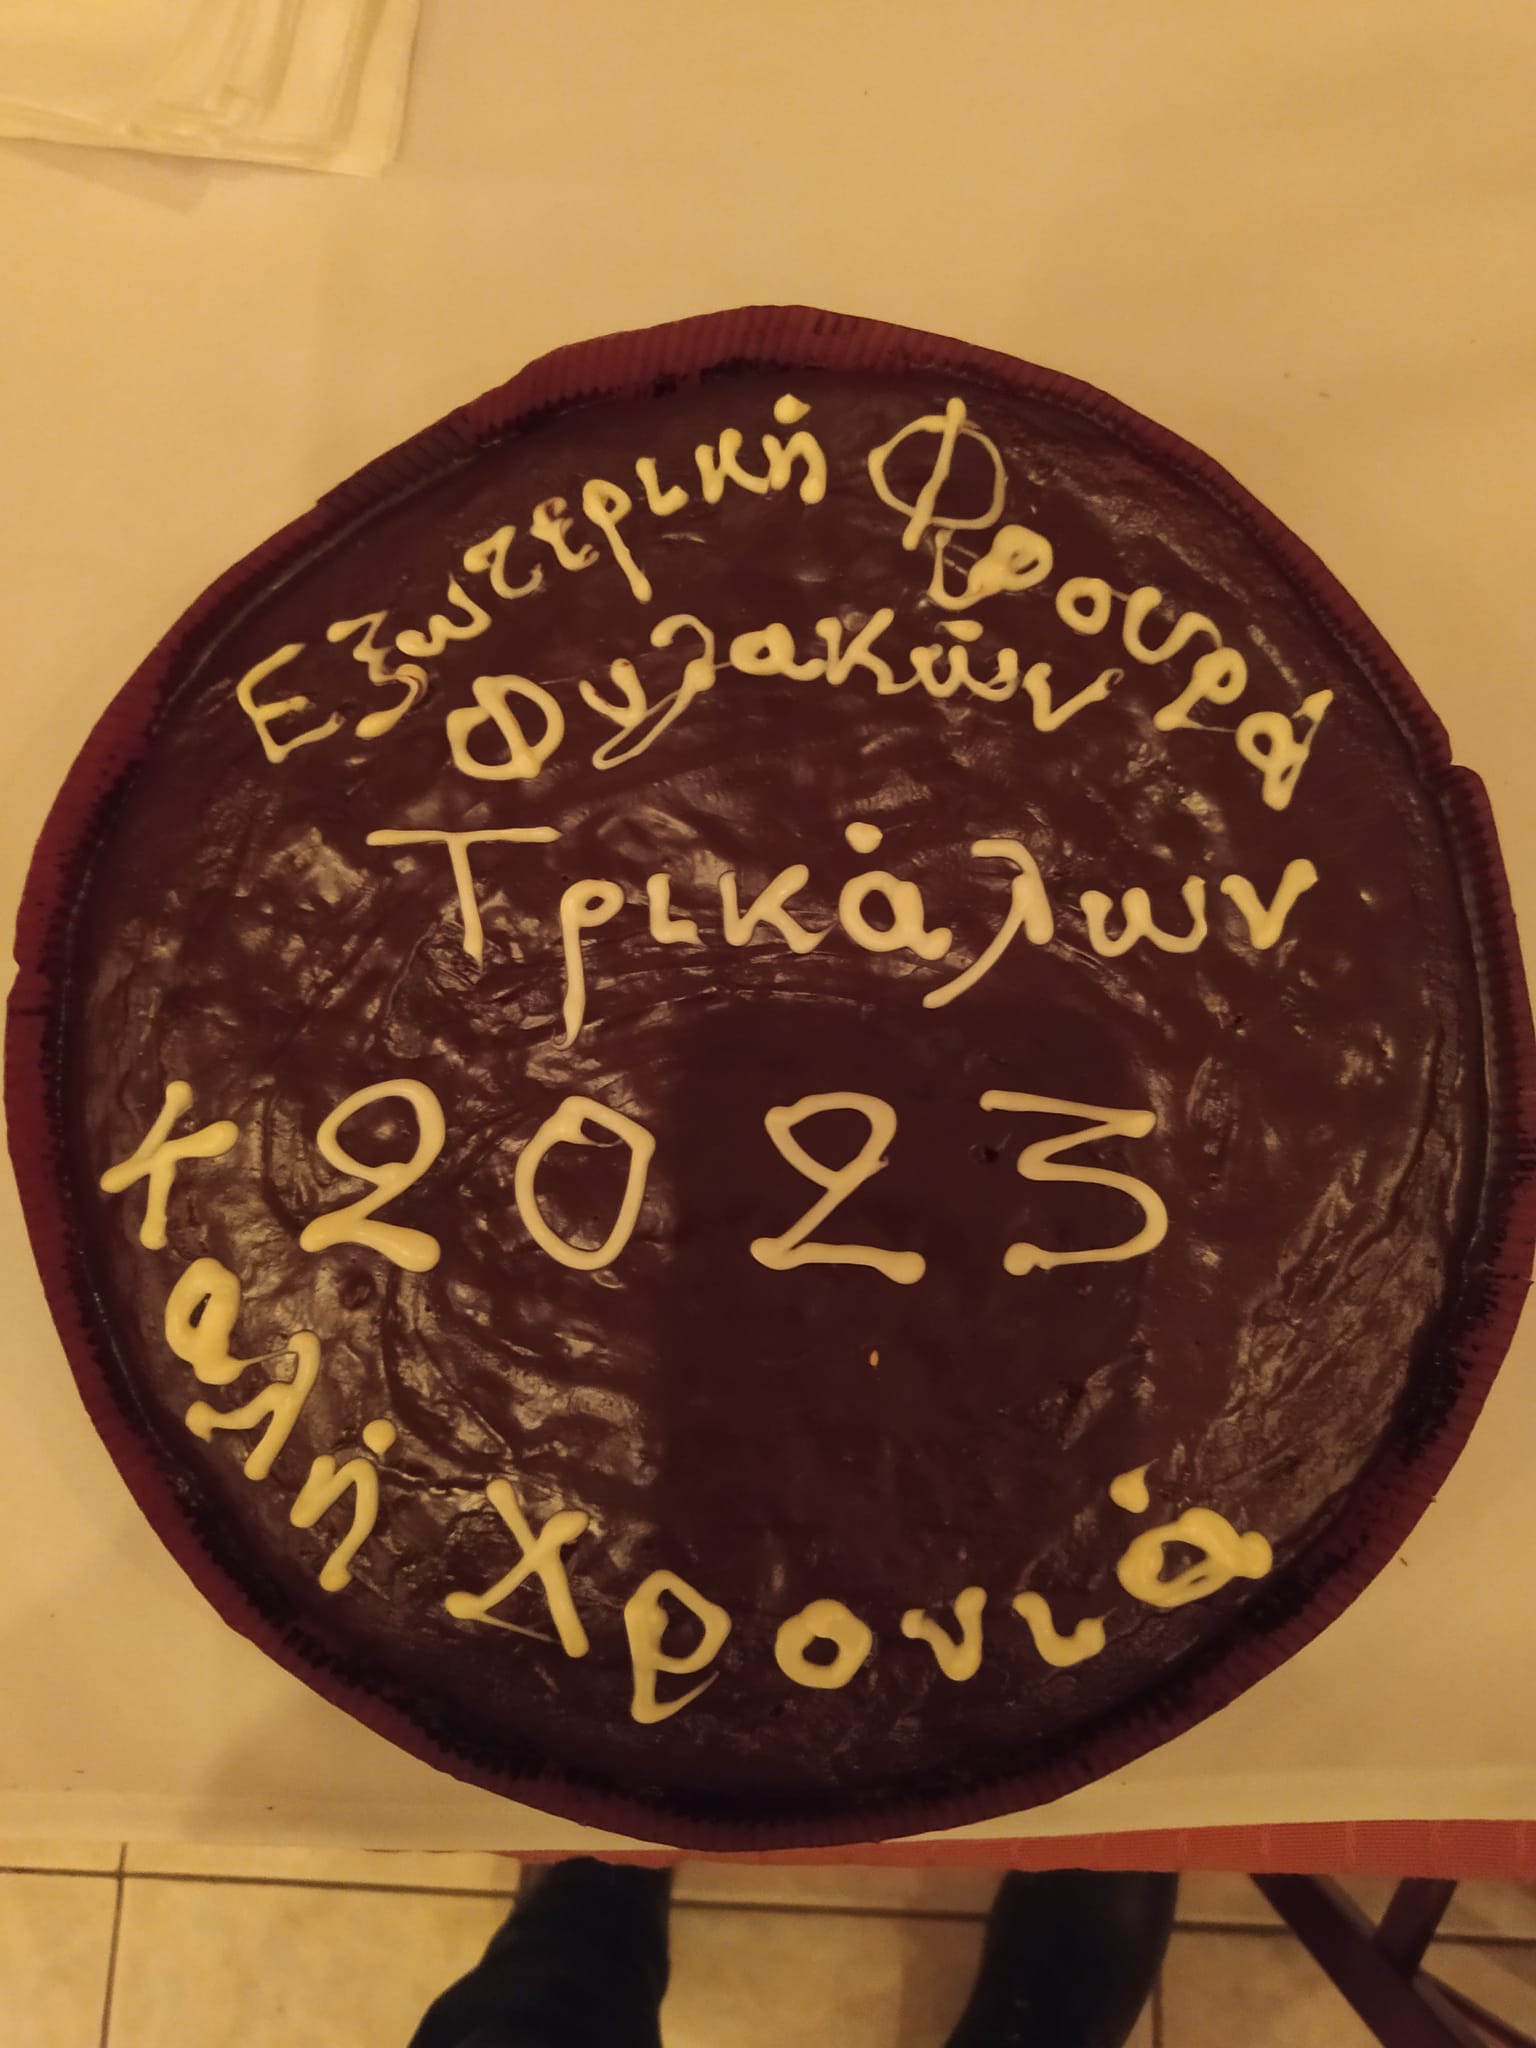 Εξωτερική Φρουρά
Φυλακών
Τρικάλων
2023
Καλή Χρονιά